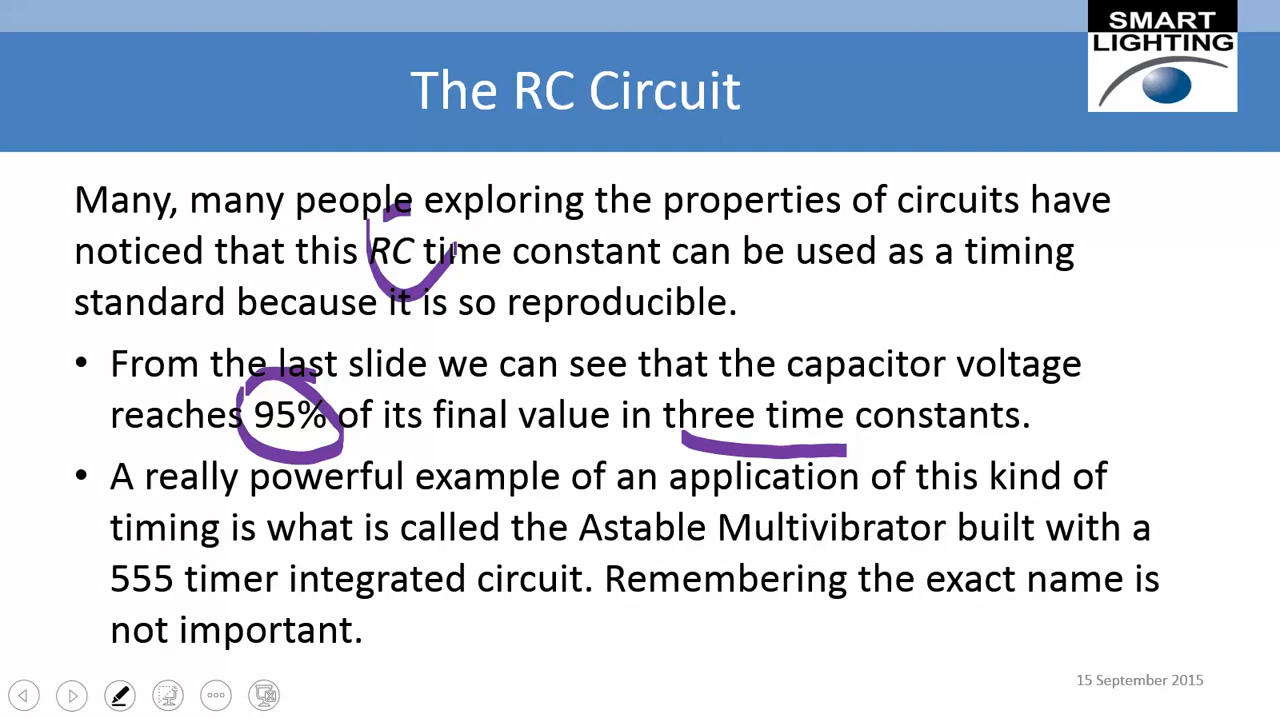 SMART
LIGHTING
The RC Circuit
Many, many people exploring the properties of circuits have
noticed that this RC time constant can be used as a timing
standard because it is so reproducible.
• From the last slide we can see that the capacitor voltage
reaches 95% of its final value in three time constants.
• A really powerful example of an application of this kind of
timing is what is called the Astable Multivibrator built with a
555 timer integrated circuit. Remembering the exact name is
not important.
15 September 2015